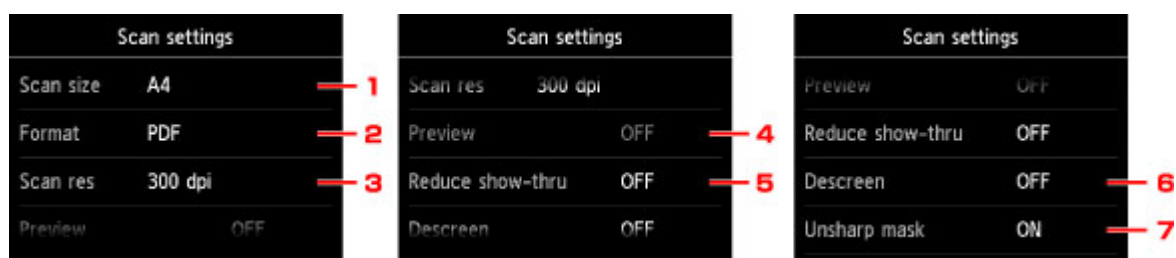 Scan settings
Scan size A4 1
Format PDF 2
Scan res 300 dpi 3
Preview OFF
Scan settings
Scan res 300 dpi
Preview OFF 4
Reduce show-thru OFF 5
Descreen OFF
Scan settings
Preview OFF
Reduce show-thru OFF
Descreen OFF 6
Unsharp mask ON 7